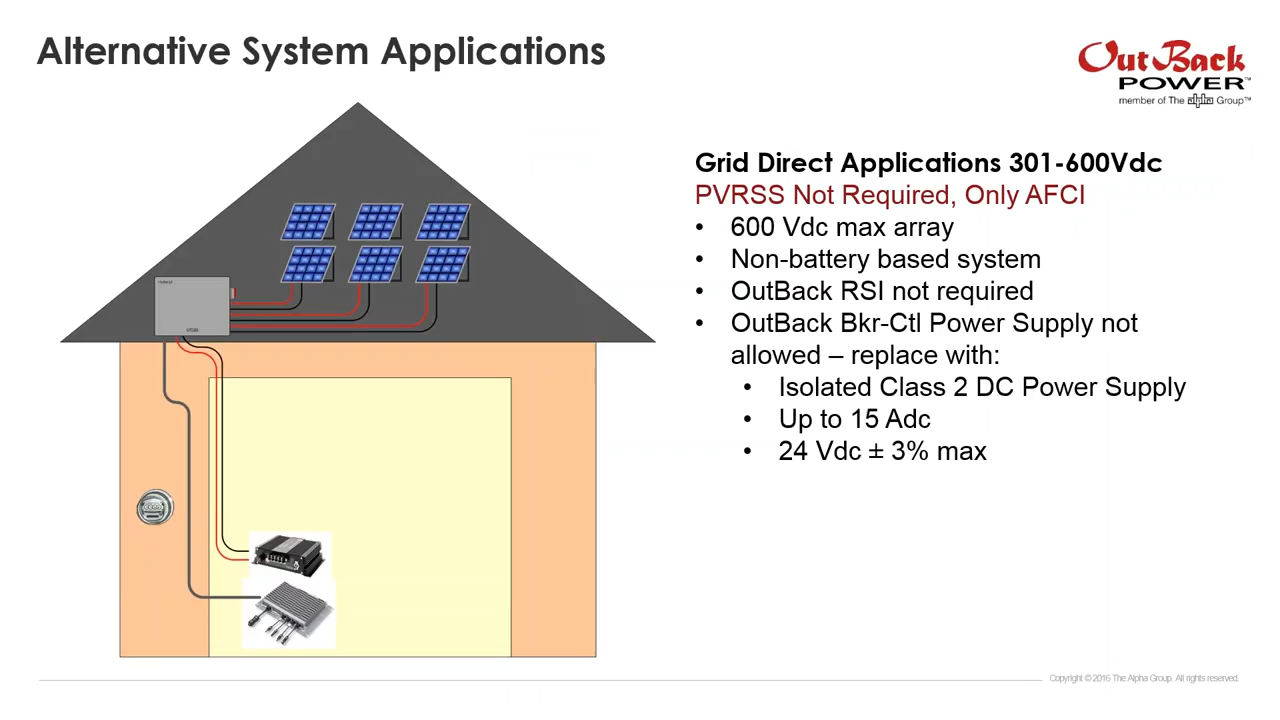 Alternative System Applications
OutBack
POWER™
member of The alpha Group™
Grid Direct Applications 301-600Vdc
PVRSS Not Required, Only AFCI
• 600 Vdc max array
• Non-battery based system
• OutBack RSI not required
• OutBack Bkr-Ctl Power Supply not
allowed – replace with:
• Isolated Class 2 DC Power Supply
• Up to 15 Adc
• 24 Vdc ± 3% max
Copyright © 2016 The Alpha Group. All rights reserved.